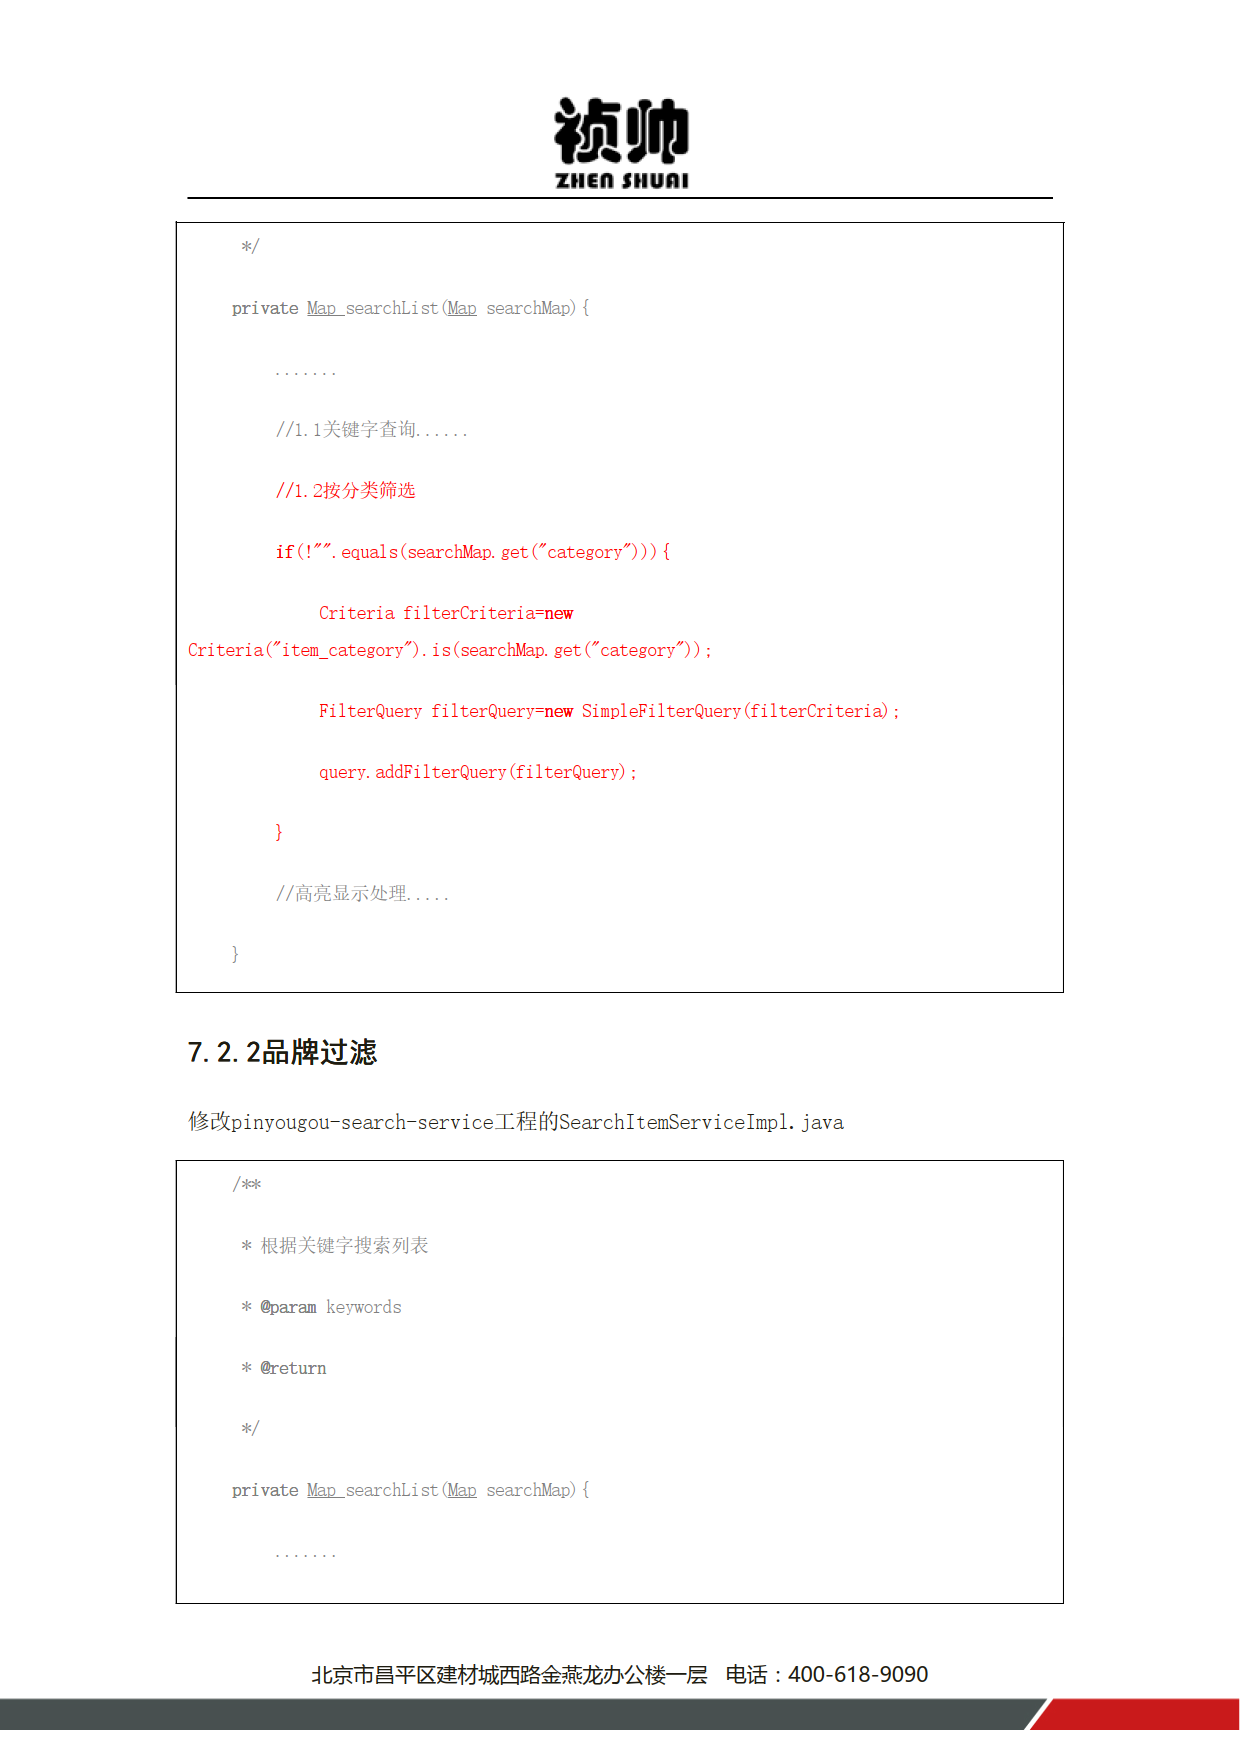 祯帅
ZHEN SHUAI
*/
private Map searchList(Map searchMap){
.......
//1.1关键字查询......
//1.2按分类筛选
if(!"".equals(searchMap.get("category"))){
Criteria filterCriteria=new
Criteria("item_category").is(searchMap.get("category"));
FilterQuery filterQuery=new SimpleFilterQuery(filterCriteria);
query.addFilterQuery(filterQuery);
}
//高亮显示处理.....
}
7.2.2品牌过滤
修改pinyougou-search-service工程的SearchItemServiceImpl.java
/**
* 根据关键字搜索列表
* @param keywords
* @return
*/
private Map searchList(Map searchMap){
.......
北京市昌平区建材城西路金燕龙办公楼一层 电话：400-618-9090